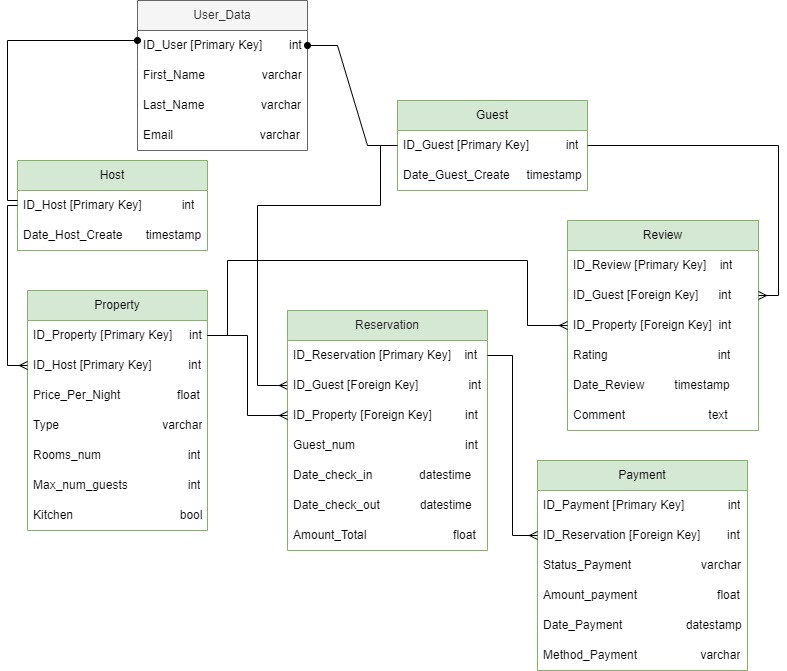 User_Data
ID_User [Primary Key] int
First_Name varchar
Last_Name varchar
Email varchar
Guest
ID_Guest [Primary Key] int
Date_Guest_Create timestamp
Host
ID_Host [Primary Key] int
Date_Host_Create timestamp
Review
ID_Review [Primary Key] int
ID_Guest [Foreign Key] int
ID_Property [Foreign Key] int
Rating int
Date_Review timestamp
Comment text
Property
ID_Property [Primary Key] int
ID_Host [Primary Key] int
Price_Per_Night float
Type varchar
Rooms_num int
Max_num_guests int
Kitchen bool
Reservation
ID_Reservation [Primary Key] int
ID_Guest [Foreign Key] int
ID_Property [Foreign Key] int
Guest_num int
Date_check_in datestime
Date_check_out datestime
Amount_Total float
Payment
ID_Payment [Primary Key] int
ID_Reservation [Foreign Key] int
Status_Payment varchar
Amount_payment float
Date_Payment datestamp
Method_Payment varchar